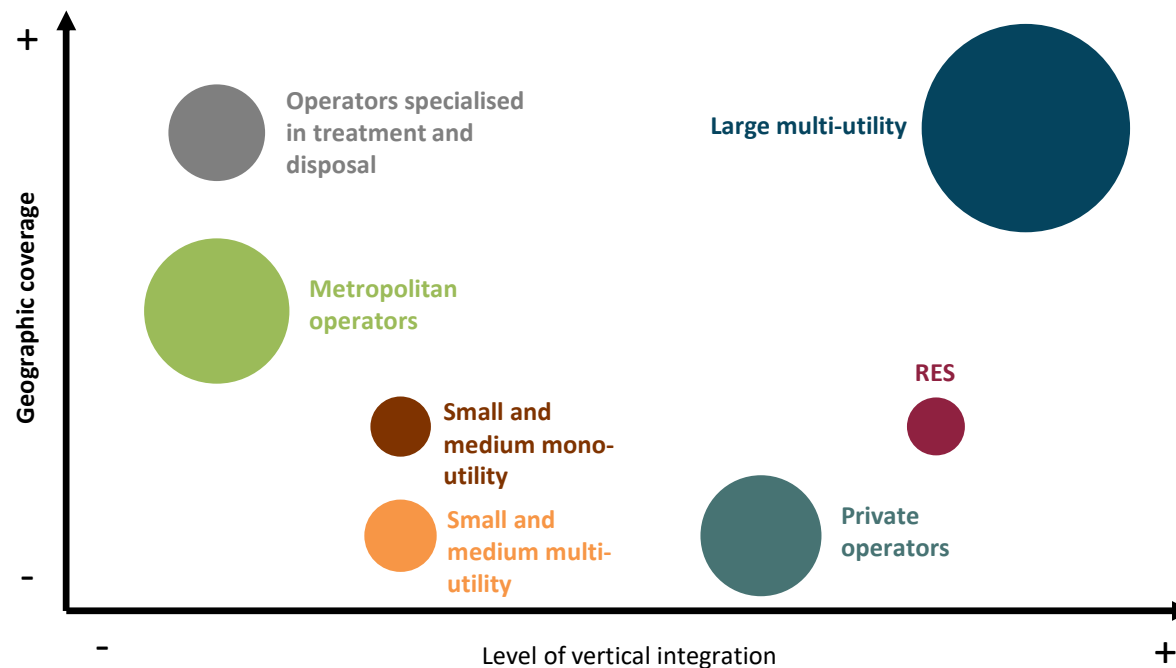 +
Operators specialised
in treatment and
disposal
Large multi-utility
Geographic coverage
Metropolitan
operators
RES
Small and
medium mono-
utility
Small and
medium multi-
utility
Private
operators
-
-
Level of vertical integration
+